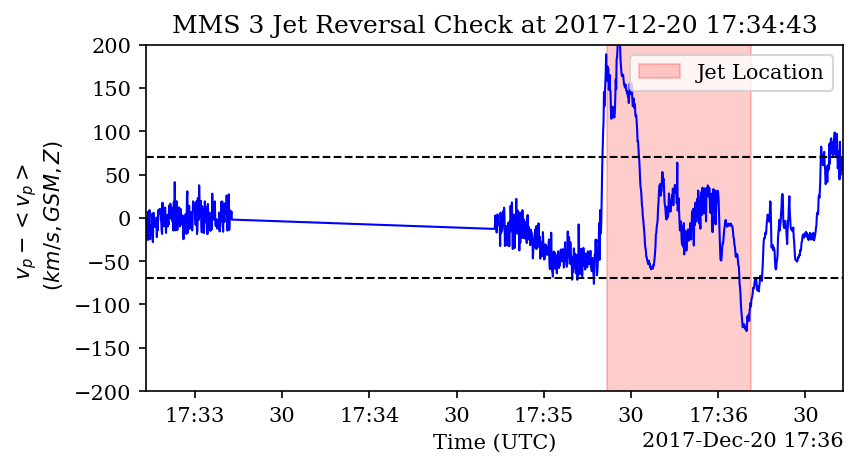 MMS 3 Jet Reversal Check at 2017-12-20 17:34:43
Jet Location
200
150
100
50
0
−50
−100
−150
−200
v_p − <v_p>
(km/s, GSM, Z)
17:33 30 17:34 30 17:35 30 17:36 30
Time (UTC)
2017-Dec-20 17:36